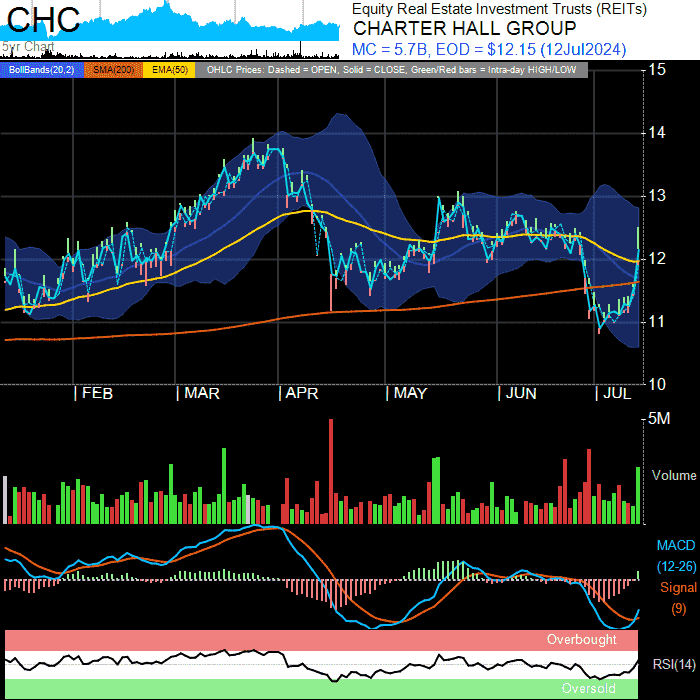 CHC
5yr Chart
Equity Real Estate Investment Trusts (REITs)
CHARTER HALL GROUP
MC = 5.7B, EOD = $12.15 (12Jul2024)
BollBands(20,2) SMA(200) EMA(50) OHLC Prices: Dashed = OPEN, Solid = CLOSE, Green/Red bars = Intra-day HIGH/LOW
15
14
13
12
11
10
| FEB | MAR | APR | MAY | JUN | JUL
5M
Volume
MACD
(12-26)
Signal
(9)
Overbought
RSI(14)
Oversold